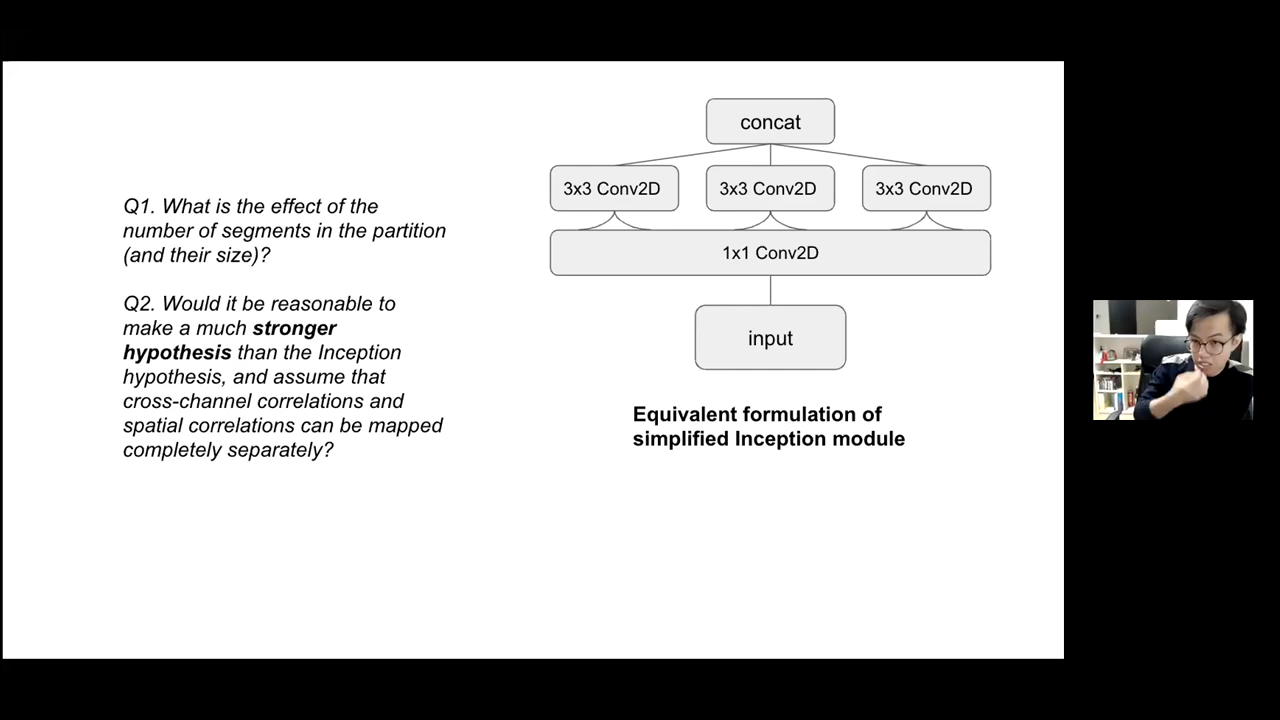 Q1. What is the effect of the
number of segments in the partition
(and their size)?
Q2. Would it be reasonable to
make a much stronger
hypothesis than the Inception
hypothesis, and assume that
cross-channel correlations and
spatial correlations can be mapped
completely separately?
concat
3x3 Conv2D
3x3 Conv2D
3x3 Conv2D
1x1 Conv2D
input
Equivalent formulation of
simplified Inception module